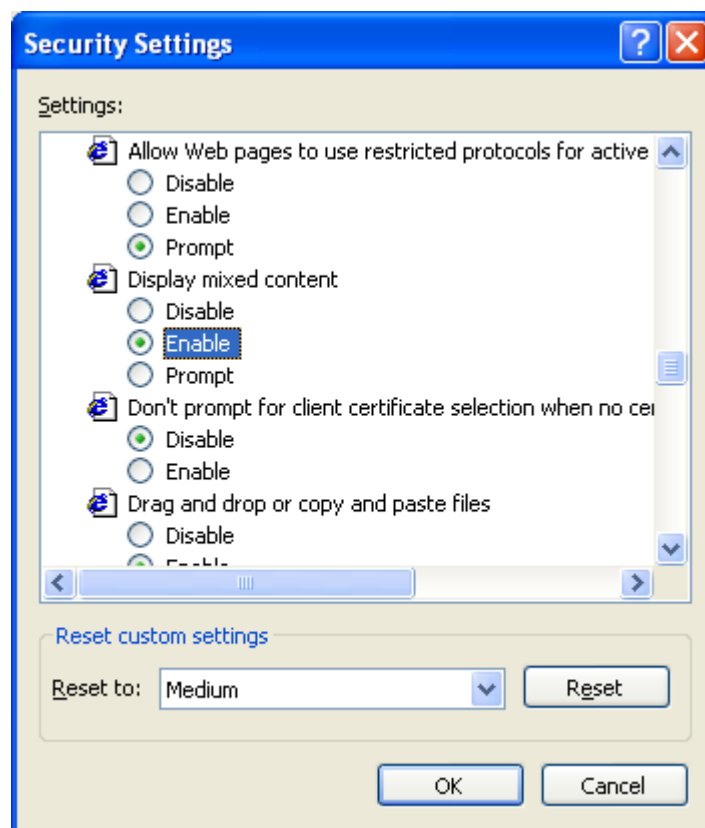 Security Settings
Settings:
Allow Web pages to use restricted protocols for active
Disable
Enable
Prompt
Display mixed content
Disable
Enable
Prompt
Don't prompt for client certificate selection when no cer
Disable
Enable
Drag and drop or copy and paste files
Disable
Enable
Reset custom settings
Reset to: Medium Reset
OK Cancel